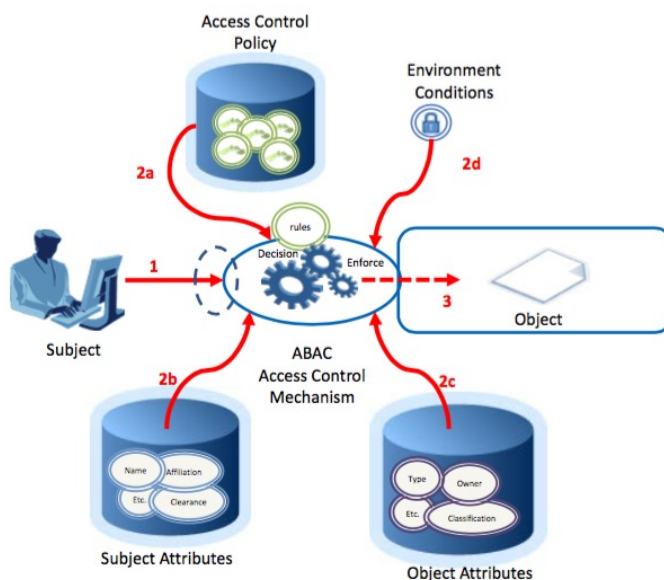 Access Control
Policy
Environment
Conditions
2a
2d
rules
Decision
Enforce
1
3
Subject
Object
ABAC
Access Control
Mechanism
2b
2c
Name
Affiliation
Etc.
Clearance
Type
Owner
Etc.
Classification
Subject Attributes
Object Attributes